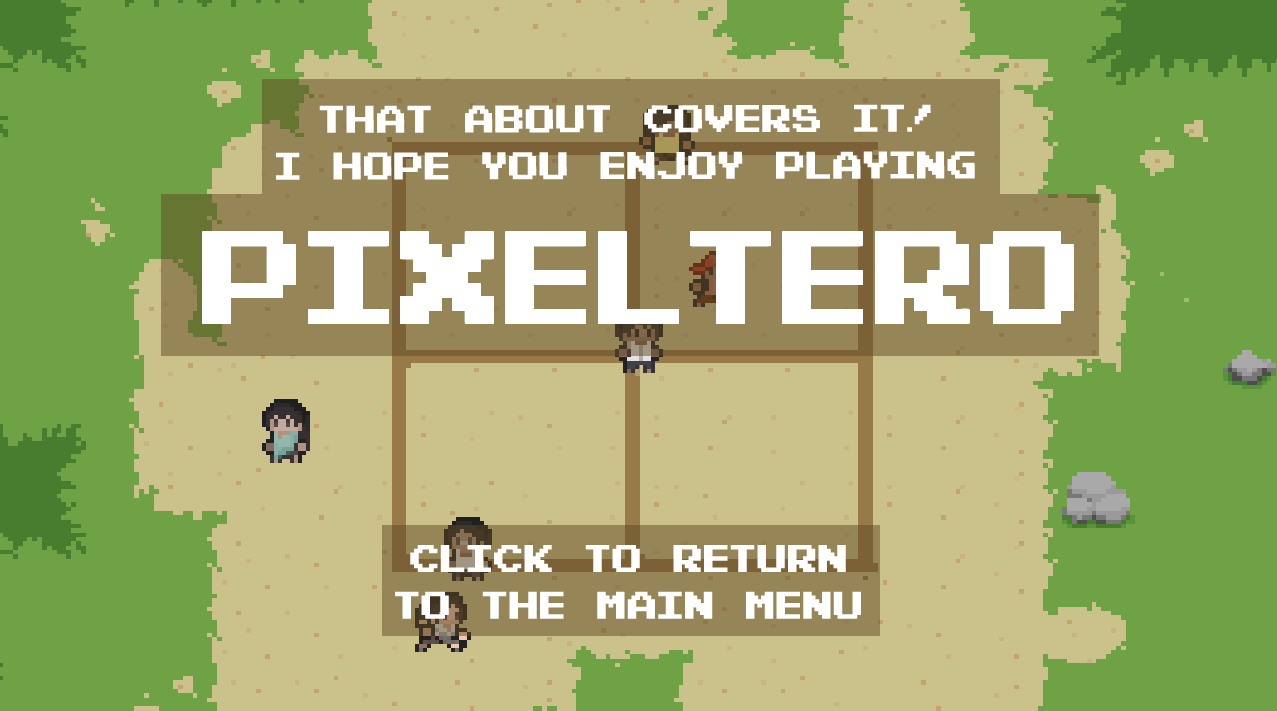 THAT ABOUT COVERS IT!
I HOPE YOU ENJOY PLAYING
PIXELTERO
CLICK TO RETURN
TO THE MAIN MENU